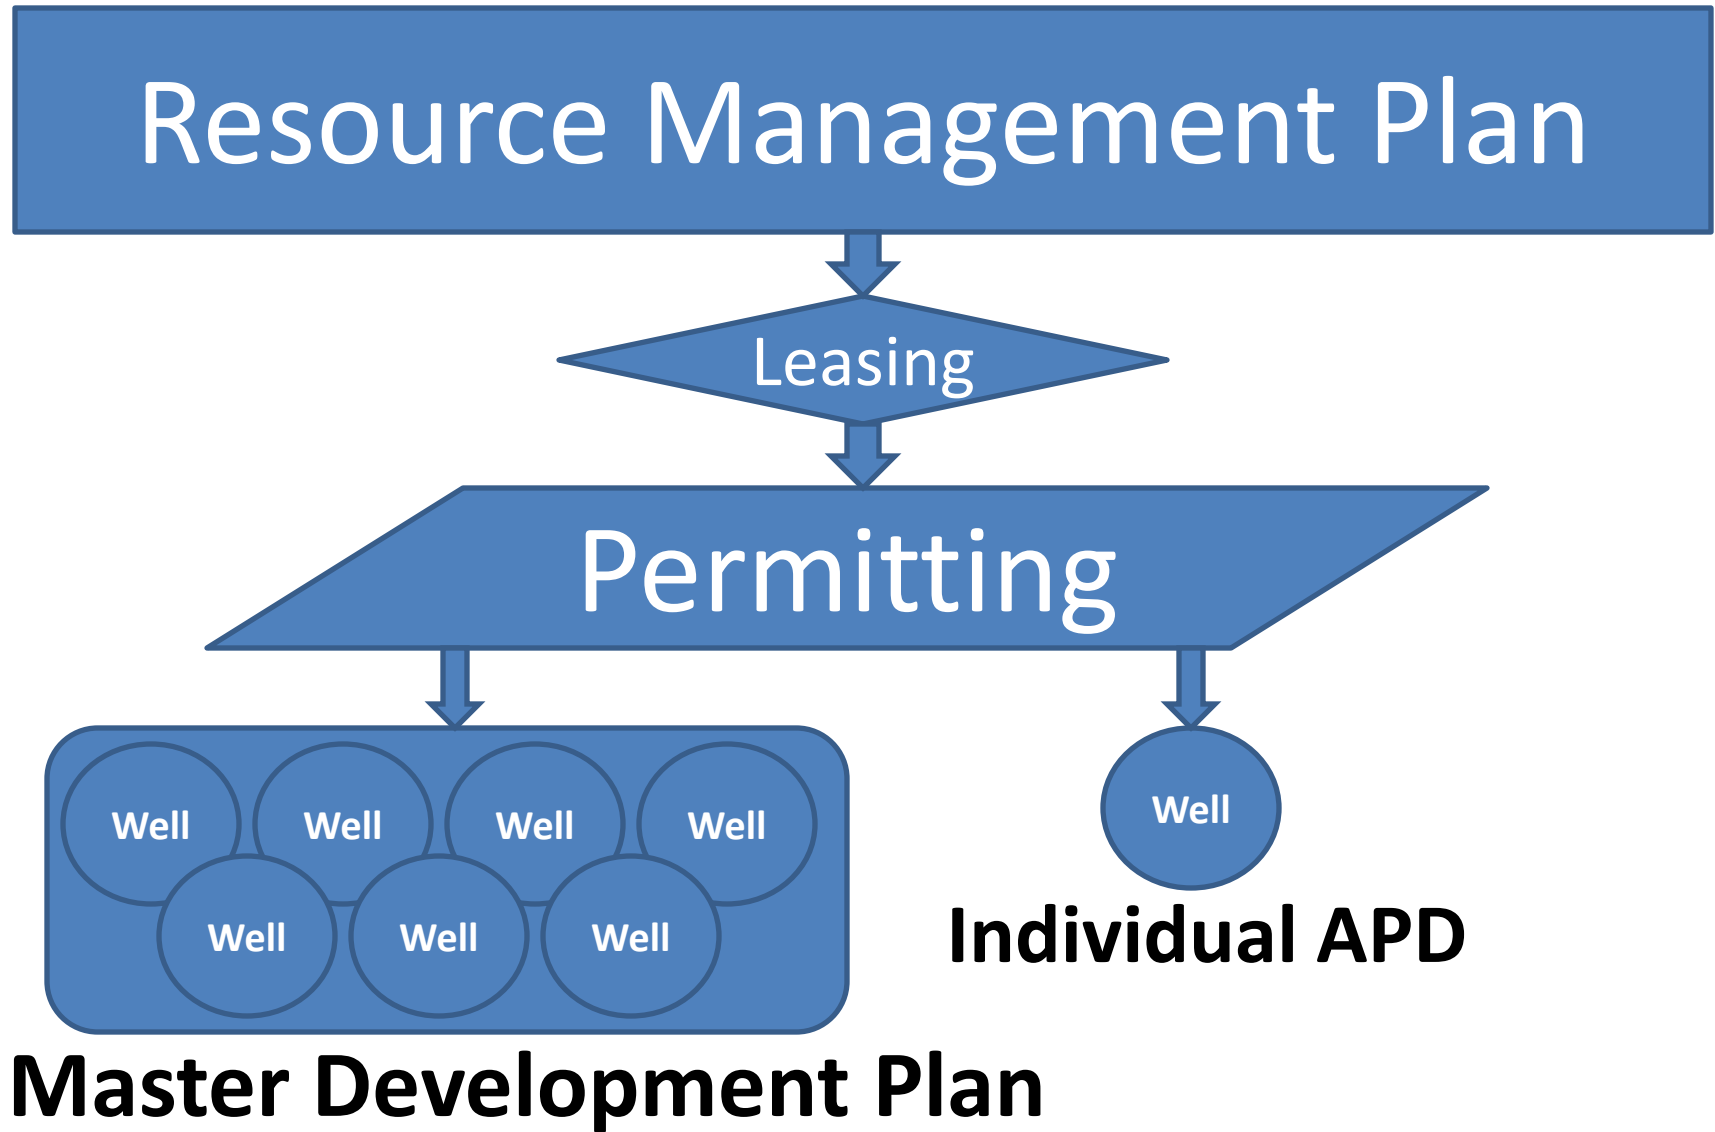 Resource Management Plan
Leasing
Permitting
Well Well Well Well
Well Well Well
Well
Individual APD
Master Development Plan